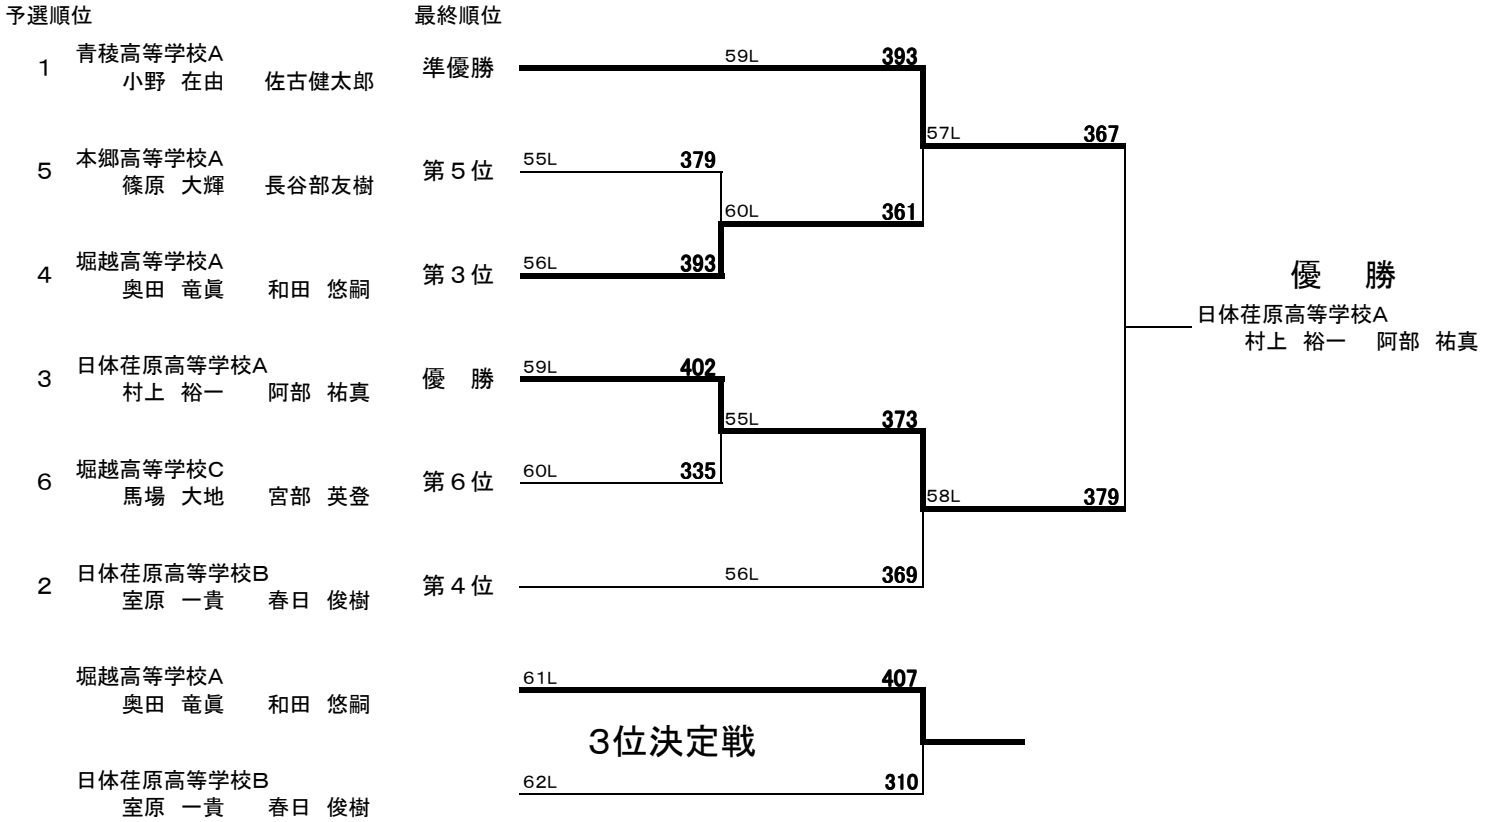 予選順位 最終順位
1 青稜高等学校A 準優勝 59L 393
小野 在由 佐古健太郎
57L 367
5 本郷高等学校A 第5位 55L 379
篠原 大輝 長谷部友樹
60L 361
4 堀越高等学校A 第3位 56L 393
奥田 竜眞 和田 悠嗣
優 勝
日体荏原高等学校A
村上 裕一 阿部 祐真
3 日体荏原高等学校A 優 勝 59L 402
村上 裕一 阿部 祐真
55L 373
6 堀越高等学校C 第6位 60L 335
馬場 大地 宮部 英登
58L 379
2 日体荏原高等学校B 第4位 56L 369
室原 一貴 春日 俊樹
堀越高等学校A 61L 407
奥田 竜眞 和田 悠嗣
3位決定戦
日体荏原高等学校B 62L 310
室原 一貴 春日 俊樹